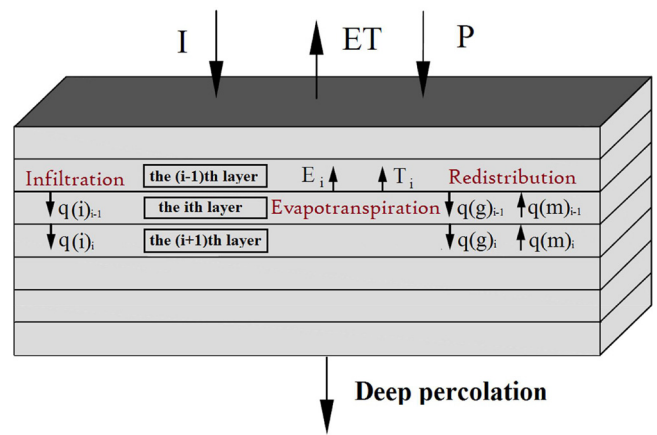 I ET P
Infiltration the (i-1)th layer E i T i Redistribution
q(i)i-1 the ith layer Evapotranspiration q(g)i-1 q(m)i-1
q(i)i the (i+1)th layer q(g)i q(m)i
Deep percolation